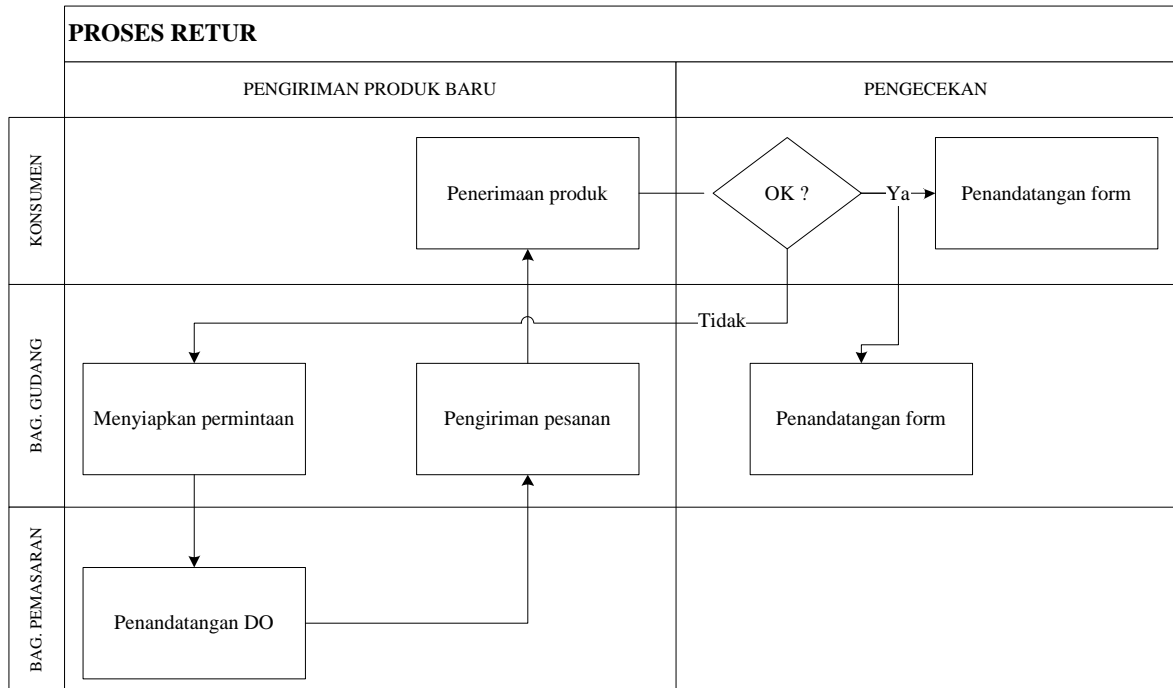 PROSES RETUR
PENGIRIMAN PRODUK BARU
PENGECEKAN
KONSUMEN
Penerimaan produk
OK ?
Ya
Penandatangan form
Tidak
BAG. GUDANG
Menyiapkan permintaan
Pengiriman pesanan
Penandatangan form
BAG. PEMASARAN
Penandatangan DO